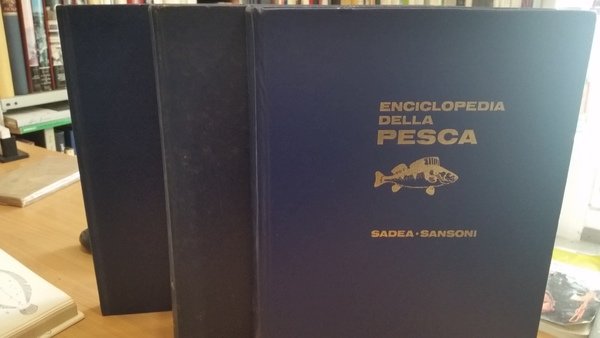 ENCICLOPEDIA
DELLA
PESCA
SADEA · SANSONI